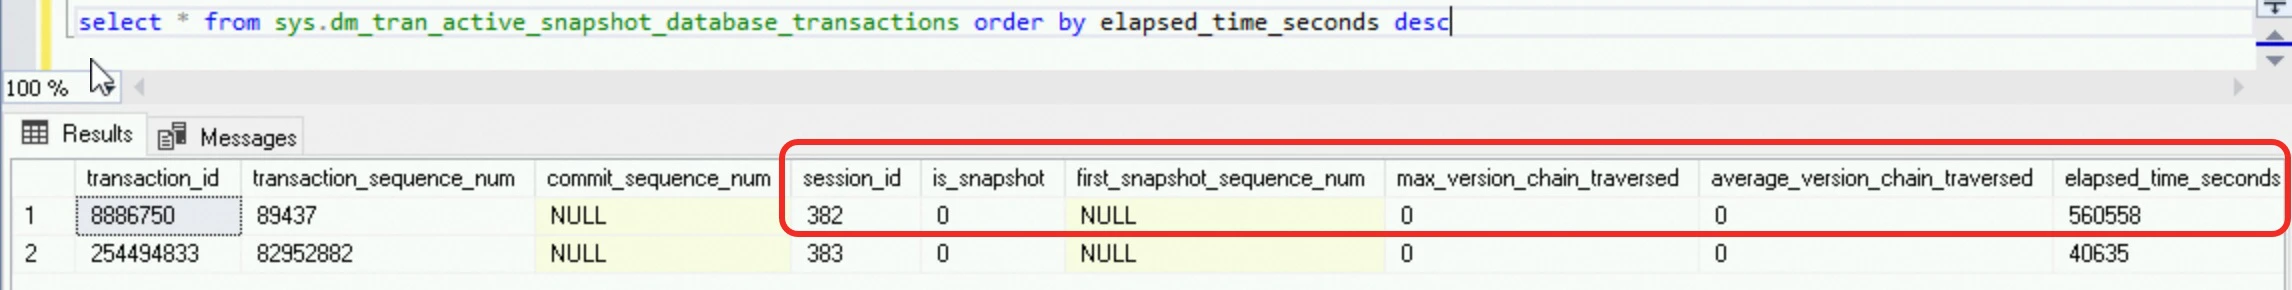 select * from sys.dm_tran_active_snapshot_database_transactions order by elapsed_time_seconds desc
100 %
Results Messages
transaction_id transaction_sequence_num commit_sequence_num session_id is_snapshot first_snapshot_sequence_num max_version_chain_traversed average_version_chain_traversed elapsed_time_seconds
1 8886750 89437 NULL 382 0 NULL 0 0 560558
2 254494833 82952882 NULL 383 0 NULL 0 0 40635